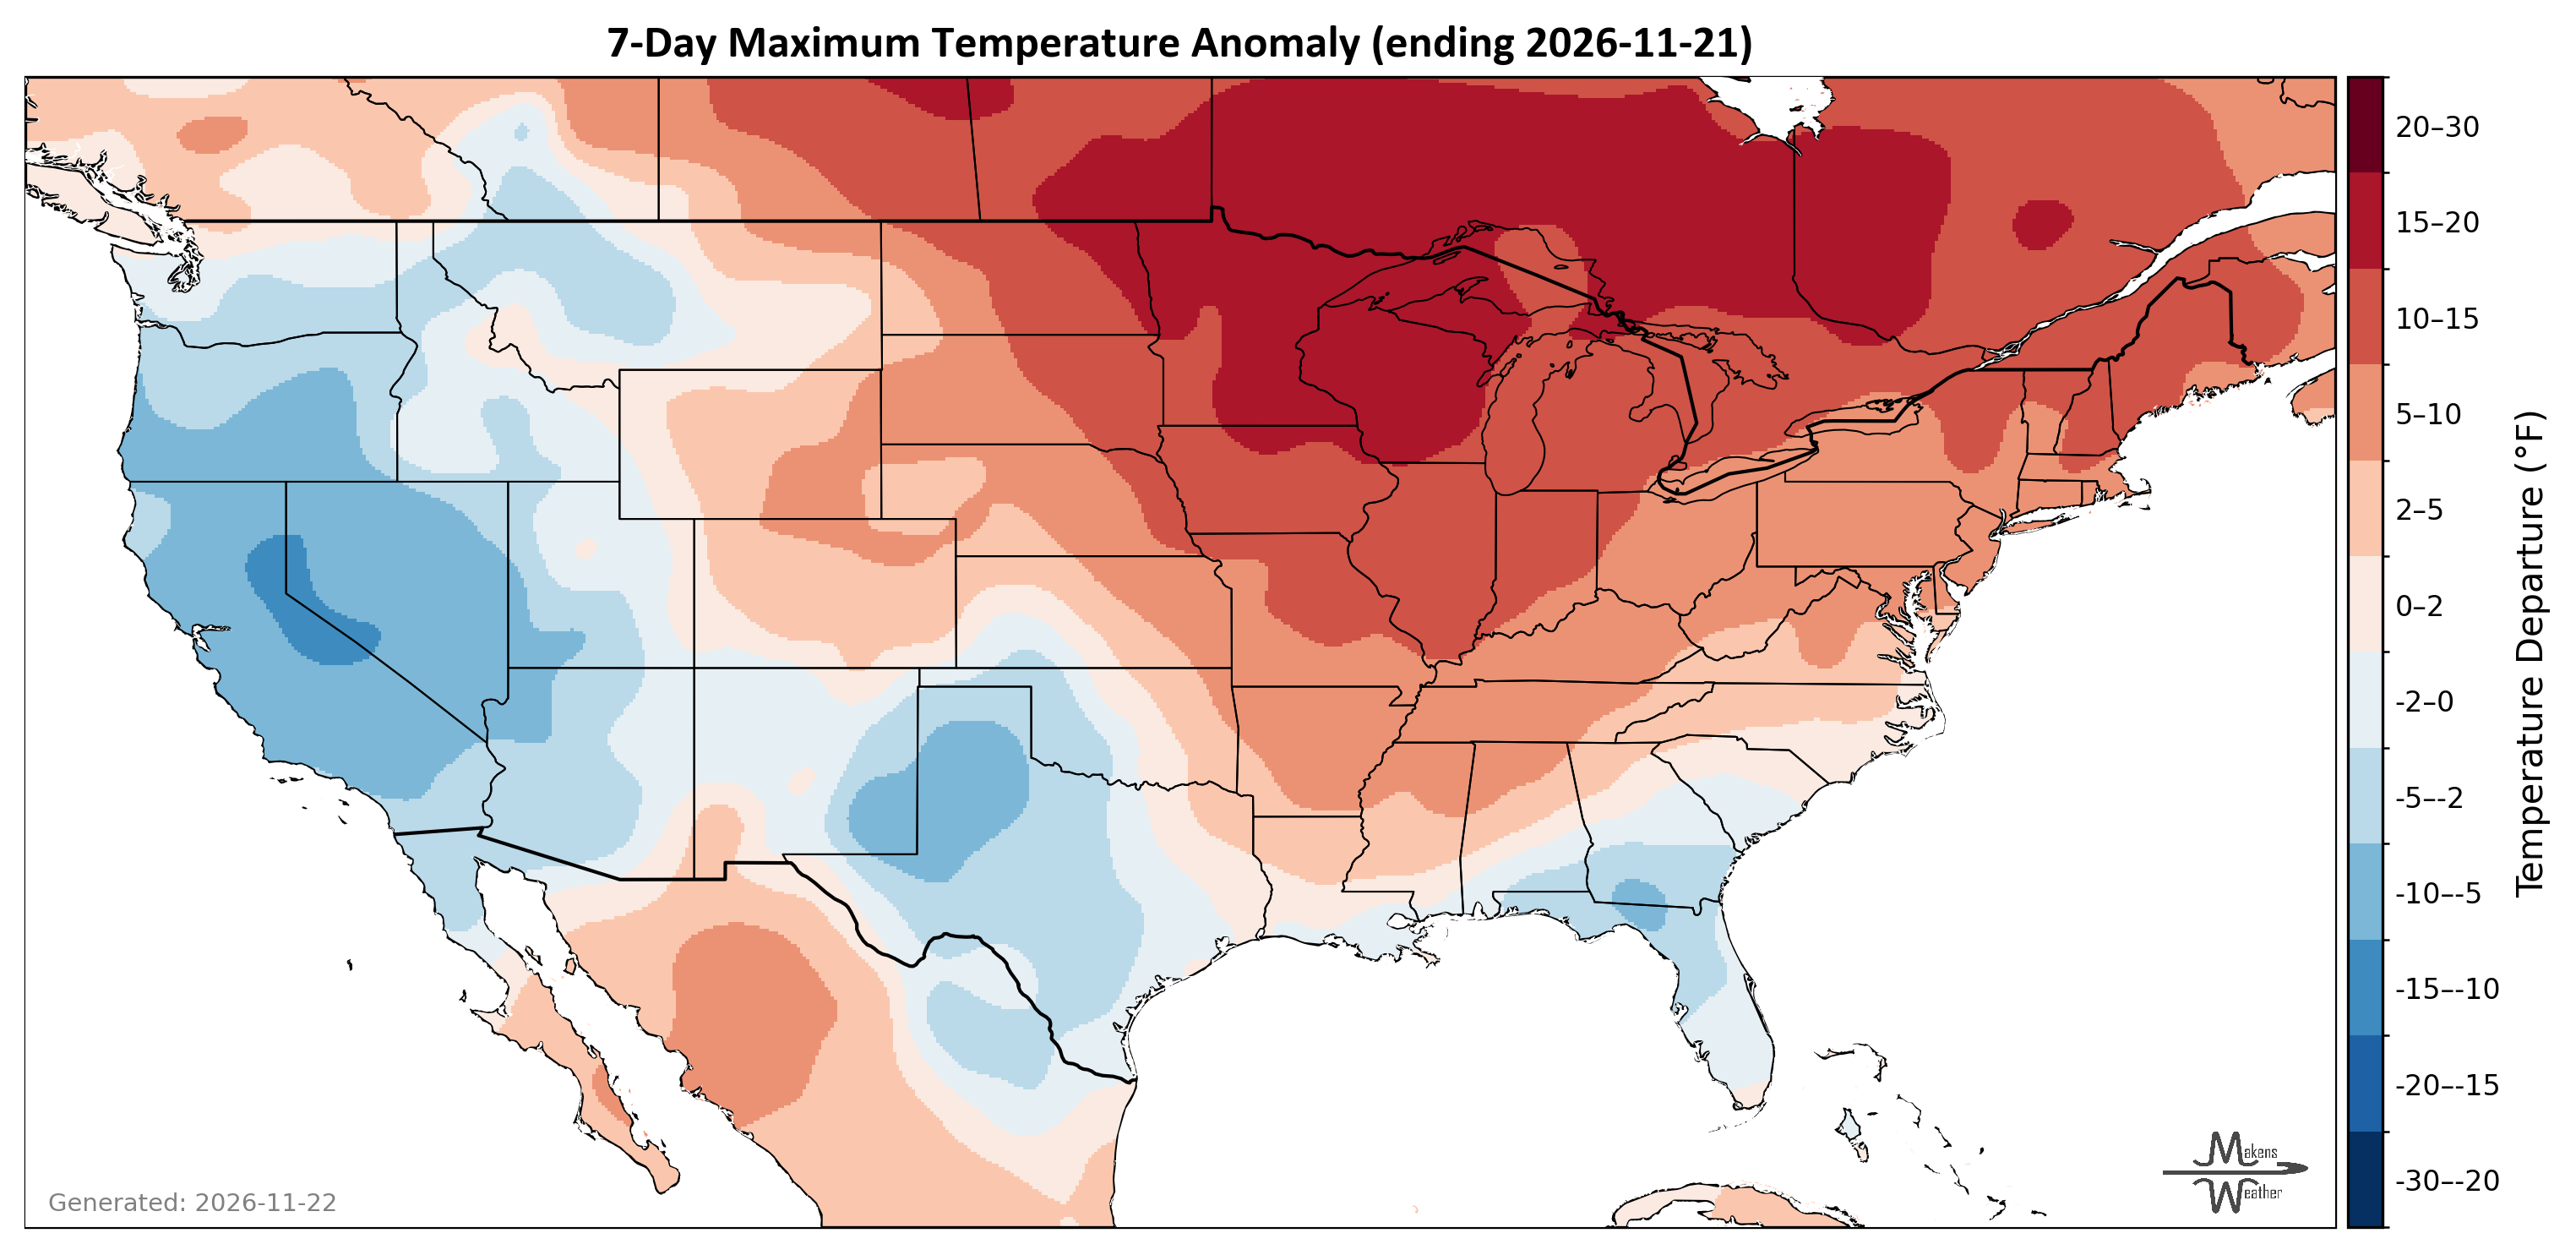 7-Day Maximum Temperature Anomaly (ending 2026-11-21)
20–30
15–20
10–15
5–10
2–5
0–2
-2–0
-5–-2
-10–-5
-15–-10
-20–-15
-30–-20
Temperature Departure (°F)
Makens
Weather
Generated: 2026-11-22